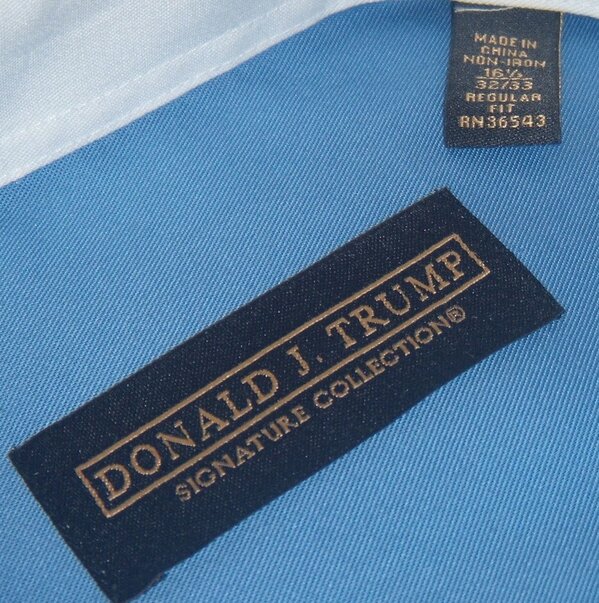 MADE IN
CHINA
NON-IRON
16½
32/33
REGULAR
FIT
RN36543
DONALD J. TRUMP
SIGNATURE COLLECTION®